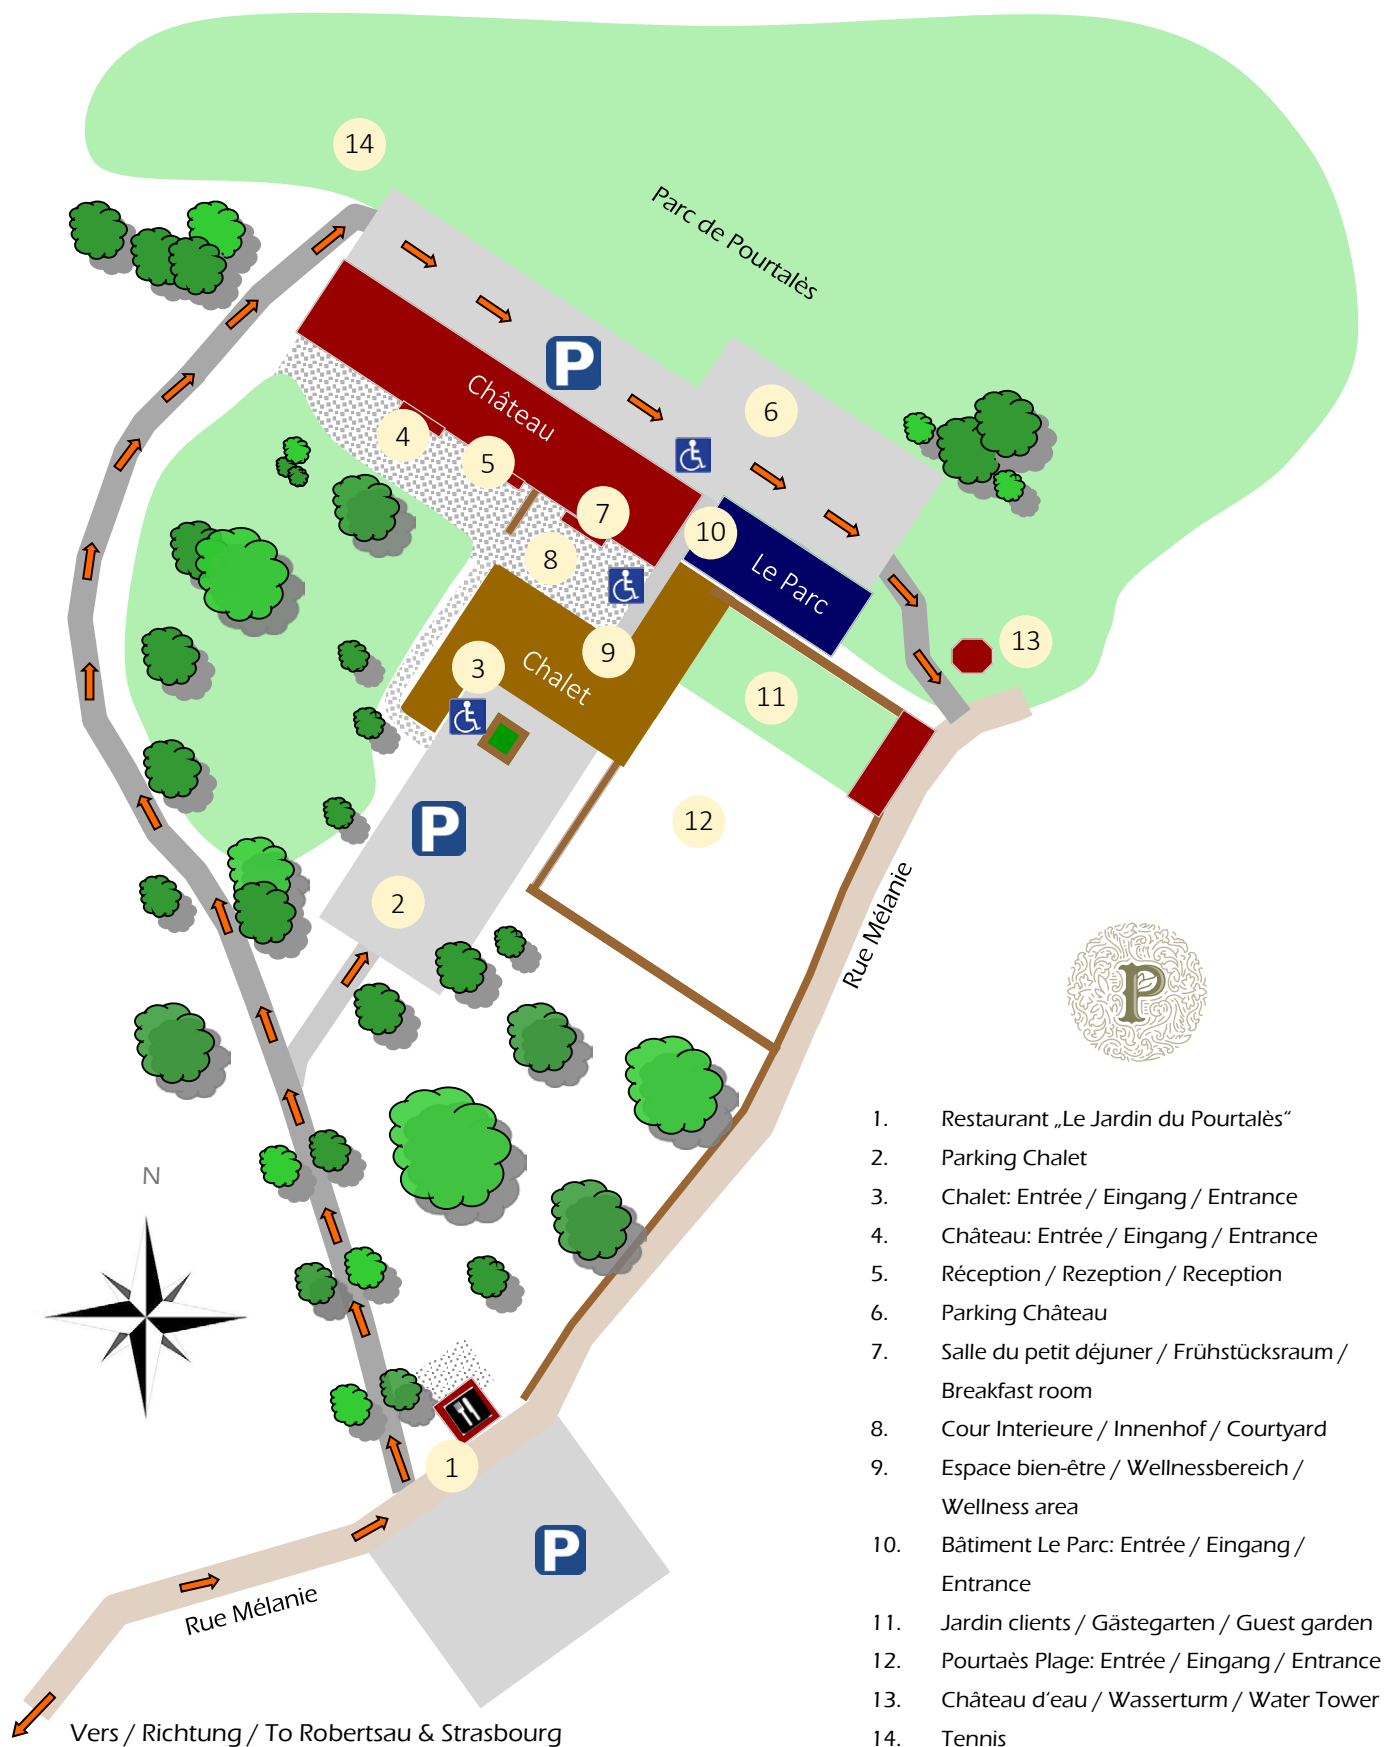 14
Parc de Pourtalès
P
Château
6
4
5
7
10
8
Le Parc
13
9
3
Chalet
11
P
12
2
Rue Mélanie
P
N
1
P
Rue Mélanie
Vers / Richtung / To Robertsau & Strasbourg
1. Restaurant „Le Jardin du Pourtalès“
2. Parking Chalet
3. Chalet: Entrée / Eingang / Entrance
4. Château: Entrée / Eingang / Entrance
5. Réception / Rezeption / Reception
6. Parking Château
7. Salle du petit déjuner / Frühstücksraum /
Breakfast room
8. Cour Interieure / Innenhof / Courtyard
9. Espace bien-être / Wellnessbereich /
Wellness area
10. Bâtiment Le Parc: Entrée / Eingang /
Entrance
11. Jardin clients / Gästegarten / Guest garden
12. Pourtaès Plage: Entrée / Eingang / Entrance
13. Château d'eau / Wasserturm / Water Tower
14. Tennis